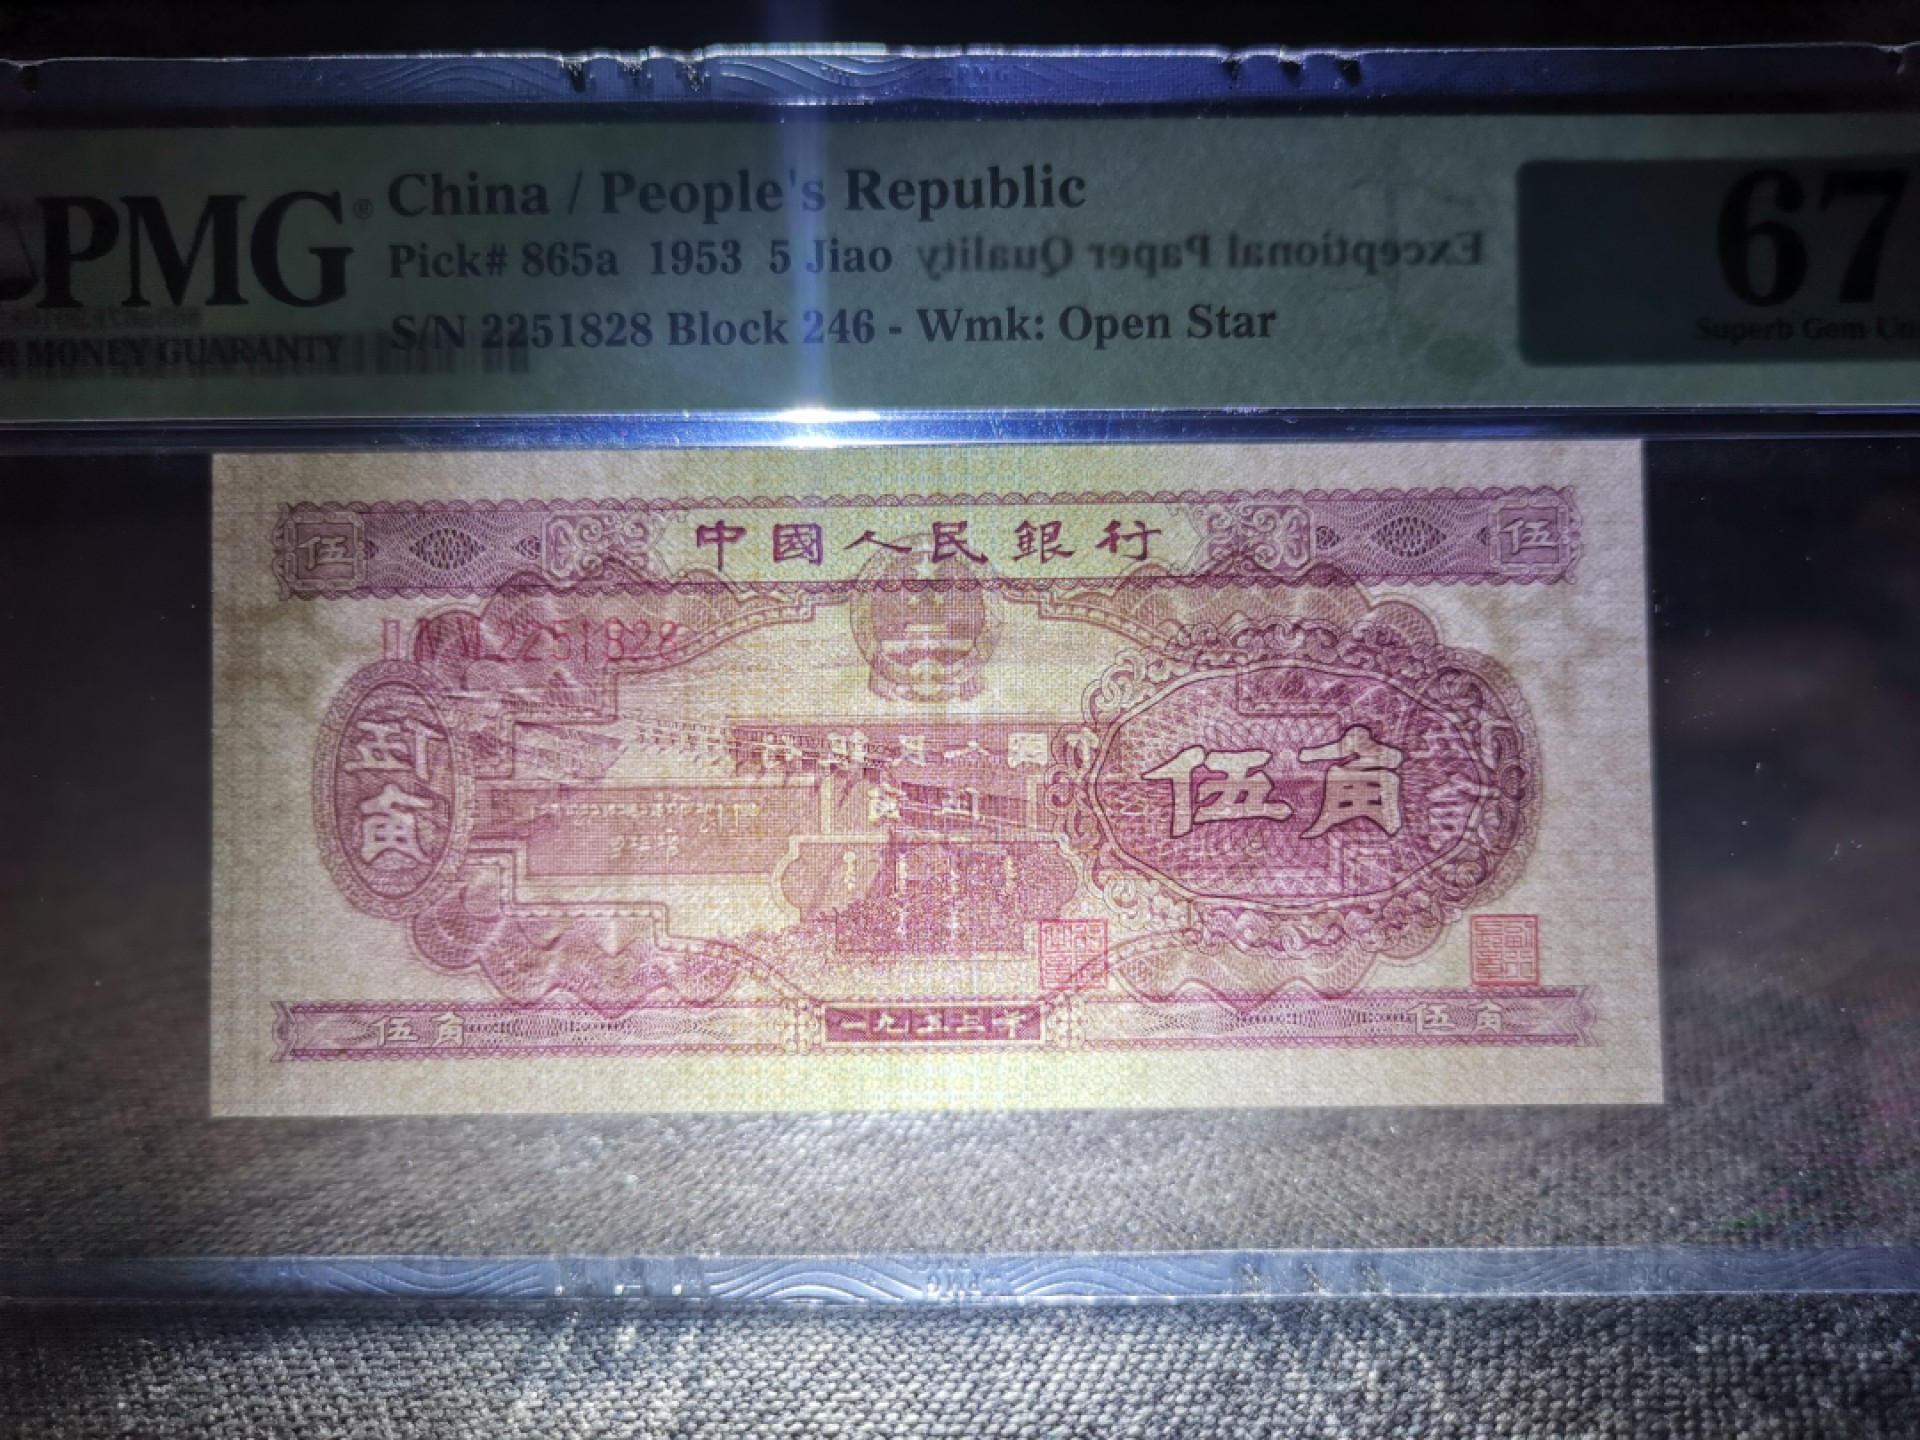 PMG
PMG® China / People's Republic
Pick# 865a 1953 5 Jiao Exceptional Paper Quality 67
S/N 2251828 Block 246 - Wmk: Open Star
MONEY GUARANTY
Superb Gem Un
伍 中國人民銀行 伍
2251828
伍角
伍角
伍角 一九五三年 伍角